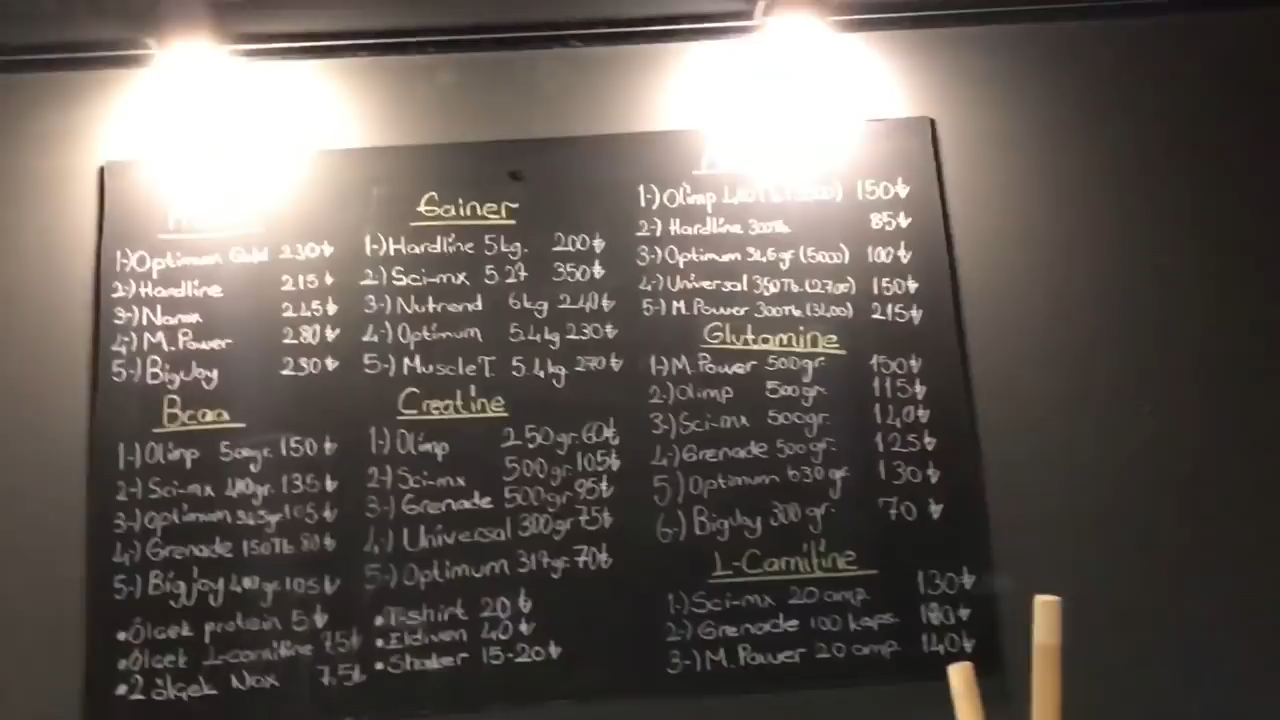 1-) Optimum Gold 230₺
2-) Hardline 215₺
3-) Narox 245₺
4-) M.Power 280₺
5-) BigJoy 230₺
Bcaa
1-) Olimp 500gr. 150₺
2-) Sci-mx 135₺
3-) Optimum 345gr
4-) Grenade 150Tb. 80₺
5-) Bigjoy 105₺
•Ölçek protein 5₺
•Ölçek L-carnitine
•2 ölçek Nox 7.5₺
Gainer
1-) Hardline 5kg. 200₺
2-) Sci-mx 5.27 350₺
3-) Nutrend 6kg 240₺
4-) Optimum 5.4kg 230₺
5-) MuscleT. 5.4kg. 270₺
Creatine
1-) Olimp 250gr. 60₺
2-) Sci-mx 500gr. 105₺
3-) Grenade 500gr. 95₺
4-) Universal 300gr 75₺
5-) Optimum 317gr. 70₺
•T-shirt 20₺
•Eldiven 40₺
•Shaker 15-20₺
1-) Olimp 150₺
2-) Hardline 300Tb. 85₺
3-) Optimum 34,5gr (5000) 100₺
4-) Universal 350Tb. (2700) 150₺
5-) M.Power 300Tb. 215₺
Glutamine
1-) M.Power 500gr. 150₺
2-) Olimp 500gr. 115₺
3-) Sci-mx 500gr. 140₺
4-) Grenade 500gr. 125₺
5-) Optimum 630gr 130₺
6-) Bigjoy 300gr. 70₺
L-Carnitine
1-) Sci-mx 20 amp 130₺
2-) Grenade 100 kaps.
3-) M.Power 20 amp. 140₺